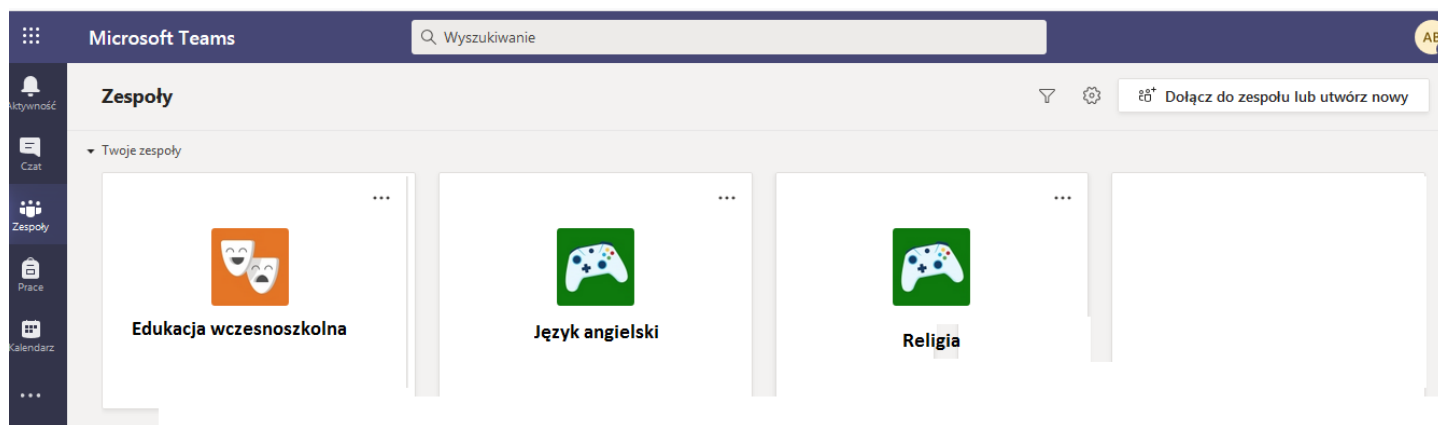 Microsoft Teams
Wyszukiwanie
AB
Aktywność
Zespoły
Dołącz do zespołu lub utwórz nowy
Czat
Twoje zespoły
Zespoły
Prace
Kalendarz
Edukacja wczesnoszkolna
Język angielski
Religia